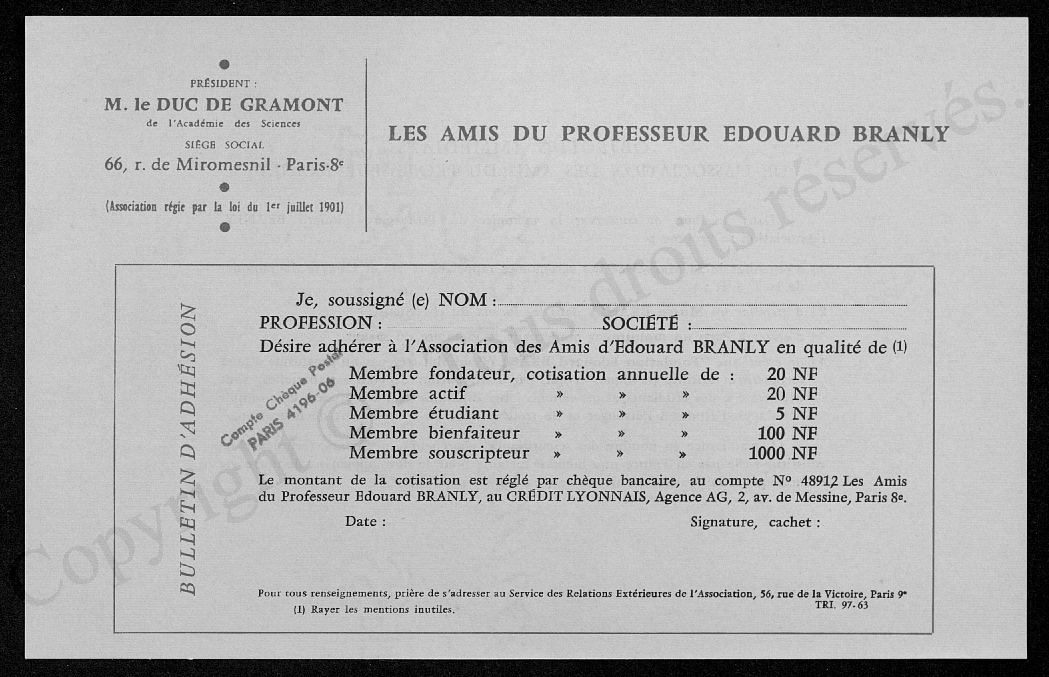 PRÉSIDENT :
M. le DUC DE GRAMONT
de l'Académie des Sciences
SIÈGE SOCIAL
66, r. de Miromesnil - Paris-8e
(Association régie par la loi du 1er juillet 1901)
LES AMIS DU PROFESSEUR EDOUARD BRANLY
BULLETIN D'ADHÉSION
Je, soussigné (e) NOM :
PROFESSION : SOCIÉTÉ :
Désire adhérer à l'Association des Amis d'Edouard BRANLY en qualité de (1)
Compte Chèque Postal
PARIS 4196-06
Membre fondateur, cotisation annuelle de : 20 NF
Membre actif » » » 20 NF
Membre étudiant » » » 5 NF
Membre bienfaiteur » » » 100 NF
Membre souscripteur » » » 1000 NF
Le montant de la cotisation est réglé par chèque bancaire, au compte No 48912 Les Amis
du Professeur Edouard BRANLY, au CRÉDIT LYONNAIS, Agence AG, 2, av. de Messine, Paris 8e.
Date : Signature, cachet :
Pour tous renseignements, prière de s'adresser au Service des Relations Extérieures de l'Association, 56, rue de la Victoire, Paris 9e
TRI. 97-63
(1) Rayer les mentions inutiles.
Copyright © Tous droits réservés.